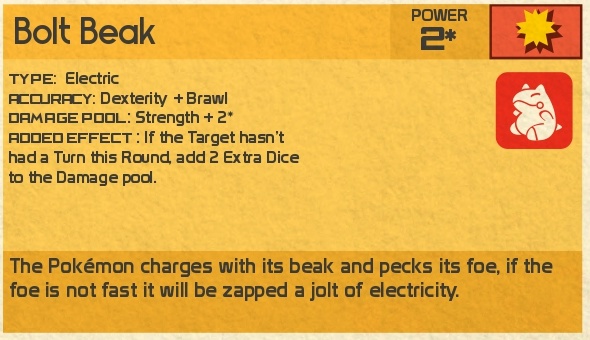 Bolt Beak
POWER
2*
TYPE: Electric
ACCURACY: Dexterity + Brawl
DAMAGE POOL: Strength + 2*
ADDED EFFECT : If the Target hasn't
had a Turn this Round, add 2 Extra Dice
to the Damage pool.
The Pokémon charges with its beak and pecks its foe, if the
foe is not fast it will be zapped a jolt of electricity.